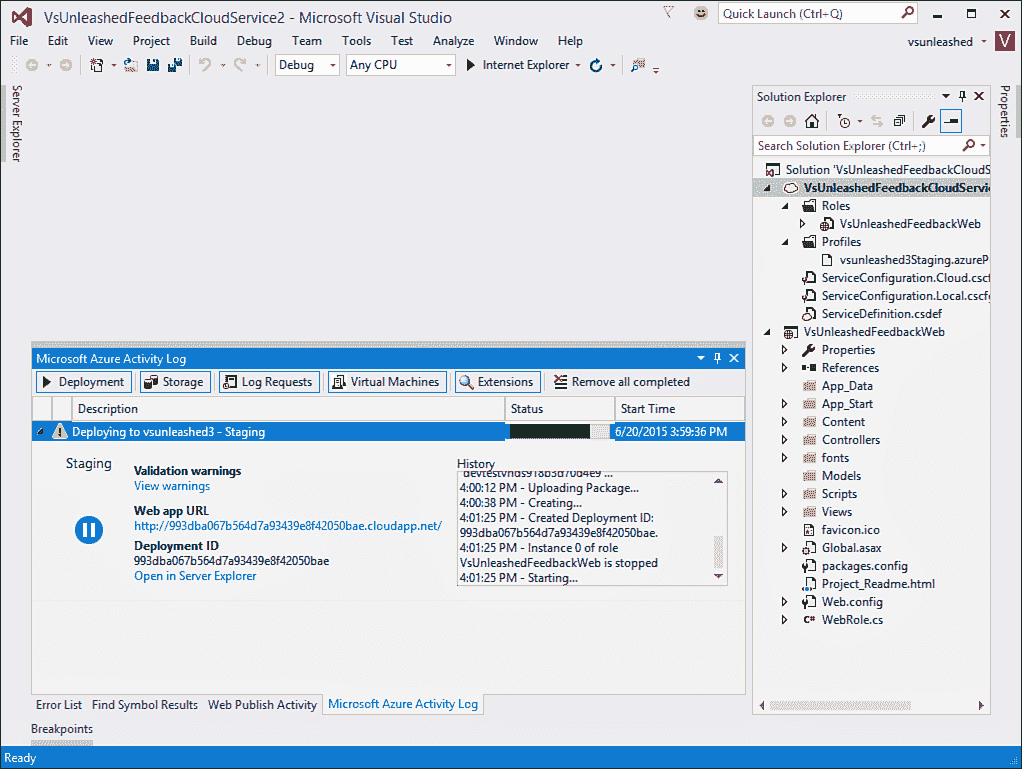 VsUnleashedFeedbackCloudService2 - Microsoft Visual Studio
Quick Launch (Ctrl+Q)
File Edit View Project Build Debug Team Tools Test Analyze Window Help
vsunleashed V
Debug Any CPU Internet Explorer
Server Explorer
Properties
Solution Explorer
Search Solution Explorer (Ctrl+;)
Solution 'VsUnleashedFeedbackCloudS
VsUnleashedFeedbackCloudServi
Roles
VsUnleashedFeedbackWeb
Profiles
vsunleashed3Staging.azureP
ServiceConfiguration.Cloud.cscf
ServiceConfiguration.Local.cscfg
ServiceDefinition.csdef
VsUnleashedFeedbackWeb
Properties
References
App_Data
App_Start
Content
Controllers
fonts
Models
Scripts
Views
favicon.ico
Global.asax
packages.config
Project_Readme.html
Web.config
C# WebRole.cs
Microsoft Azure Activity Log
Deployment Storage Log Requests Virtual Machines Extensions Remove all completed
Description Status Start Time
Deploying to vsunleashed3 - Staging 6/20/2015 3:59:36 PM
Staging
Validation warnings
View warnings
Web app URL
http://993dba067b564d7a93439e8f42050bae.cloudapp.net/
Deployment ID
993dba067b564d7a93439e8f42050bae
Open in Server Explorer
History
4:00:12 PM - Uploading Package...
4:00:38 PM - Creating...
4:01:25 PM - Created Deployment ID:
993dba067b564d7a93439e8f42050bae.
4:01:25 PM - Instance 0 of role
VsUnleashedFeedbackWeb is stopped
4:01:25 PM - Starting...
Error List Find Symbol Results Web Publish Activity Microsoft Azure Activity Log
Breakpoints
Ready